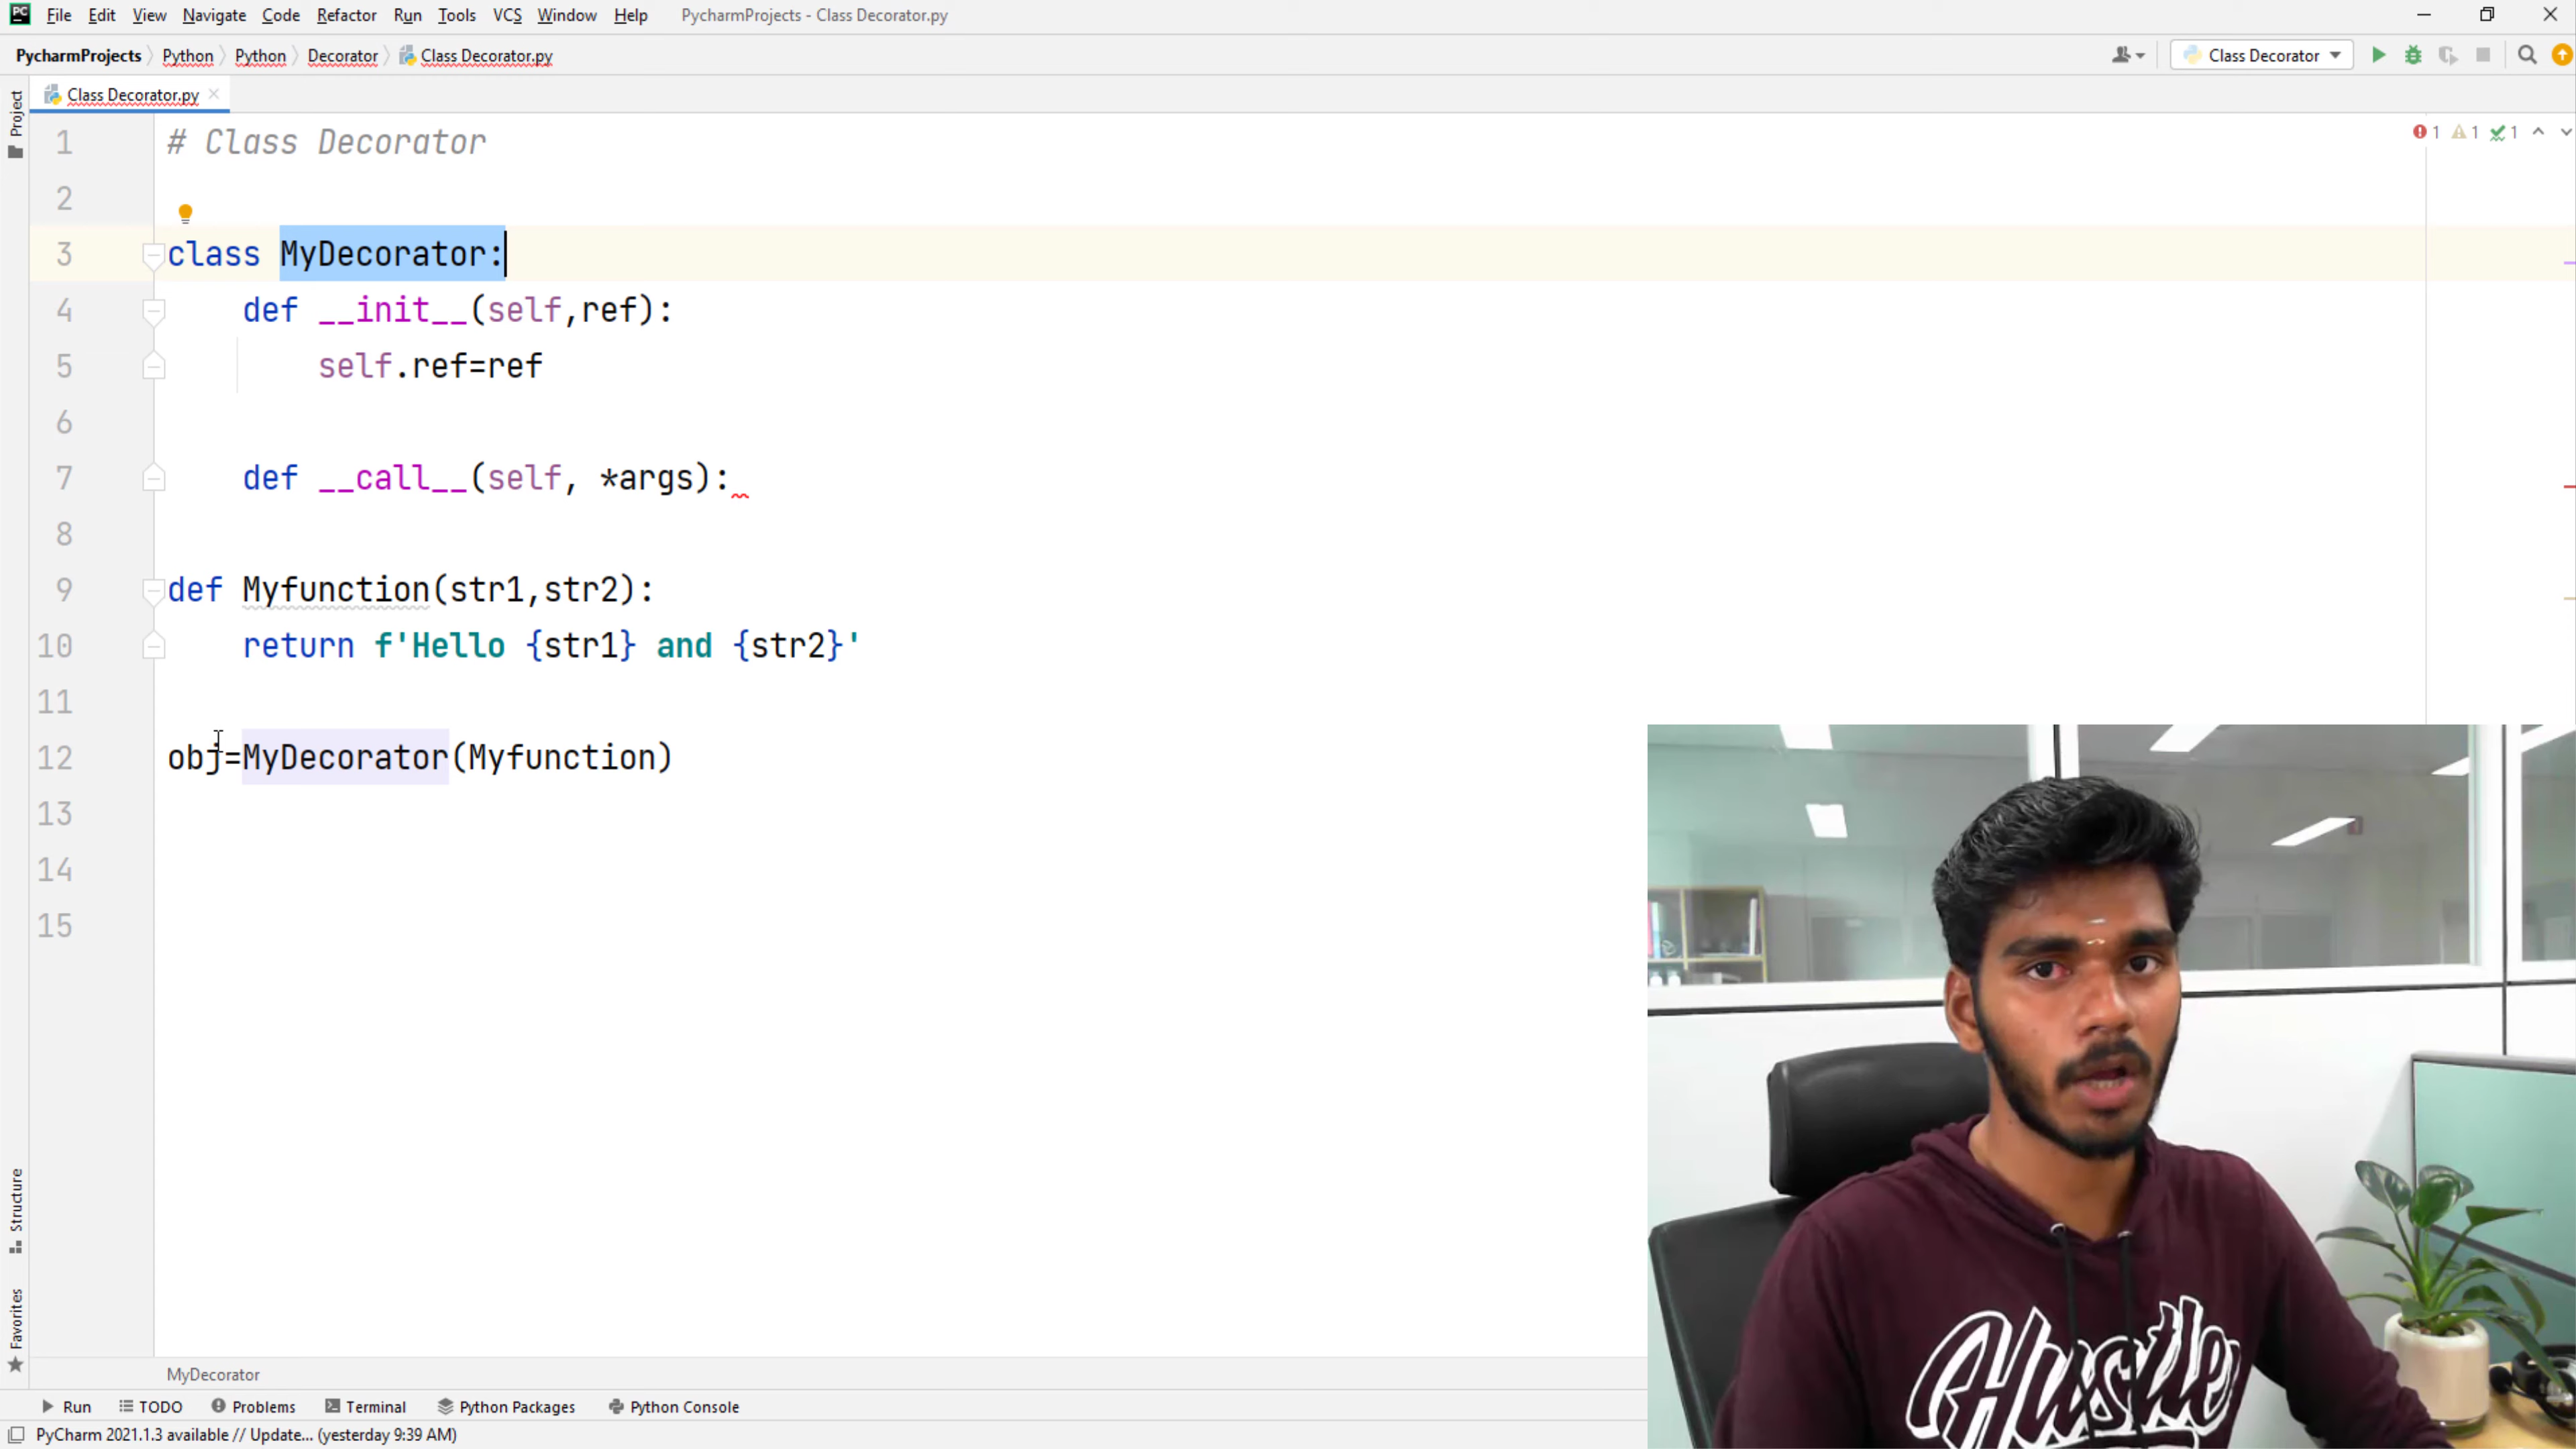 PC File Edit View Navigate Code Refactor Run Tools VCS Window Help PycharmProjects - Class Decorator.py
PycharmProjects Python Python Decorator Class Decorator.py Class Decorator
Class Decorator.py
Project
1 # Class Decorator
1 1 1
2
3 class MyDecorator:
4 def __init__(self,ref):
5 self.ref=ref
6
7 def __call__(self, *args):
8
9 def Myfunction(str1,str2):
10 return f'Hello {str1} and {str2}'
11
12 obj=MyDecorator(Myfunction)
13
14
15
Structure
Favorites
Hustle
MyDecorator
Run TODO Problems Terminal Python Packages Python Console
PyCharm 2021.1.3 available // Update... (yesterday 9:39 AM)